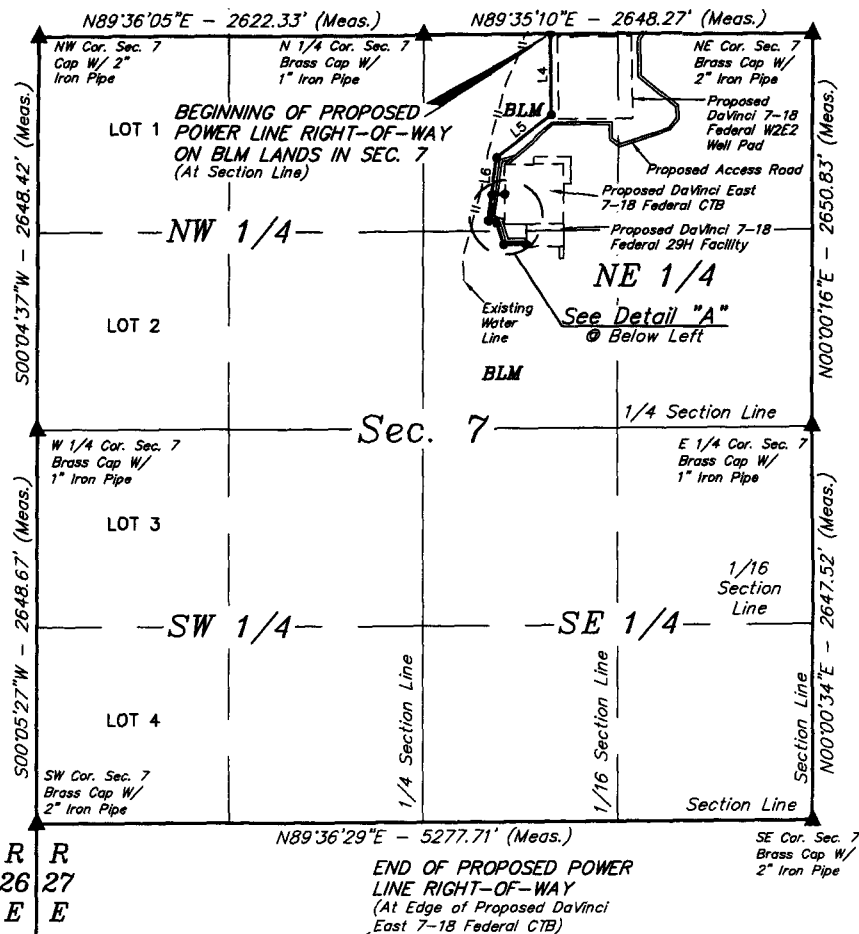 N89°36'05"E - 2622.33' (Meas.)
N89°35'10"E - 2648.27' (Meas.)
NW Cor. Sec. 7
Cap W/ 2"
Iron Pipe
N 1/4 Cor. Sec. 7
Brass Cap W/
1" Iron Pipe
NE Cor. Sec. 7
Brass Cap W/
2" Iron Pipe
BEGINNING OF PROPOSED
POWER LINE RIGHT-OF-WAY
ON BLM LANDS IN SEC. 7
(At Section Line)
LOT 1
BLM
L4
L5
L6
Proposed
DaVinci 7-18
Federal W2E2
Well Pad
Proposed Access Road
Proposed DaVinci East
7-18 Federal CTB
Proposed DaVinci 7-18
Federal 29H Facility
S00°04'37"W - 2648.42' (Meas.)
N00°00'16"E - 2650.83' (Meas.)
NW 1/4
NE 1/4
LOT 2
Existing
Water
Line
See Detail "A"
@ Below Left
BLM
1/4 Section Line
Sec. 7
W 1/4 Cor. Sec. 7
Brass Cap W/
1" Iron Pipe
E 1/4 Cor. Sec. 7
Brass Cap W/
1" Iron Pipe
LOT 3
1/16
Section
Line
SW 1/4
SE 1/4
S00°05'27"W - 2648.67' (Meas.)
N00°00'34"E - 2647.52' (Meas.)
LOT 4
1/4 Section Line
1/16 Section Line
Section Line
SW Cor. Sec. 7
Brass Cap W/
2" Iron Pipe
Section Line
N89°36'29"E - 5277.71' (Meas.)
SE Cor. Sec. 7
Brass Cap W/
2" Iron Pipe
R R
26 27
E E
END OF PROPOSED POWER
LINE RIGHT-OF-WAY
(At Edge of Proposed DaVinci
East 7-18 Federal CTB)